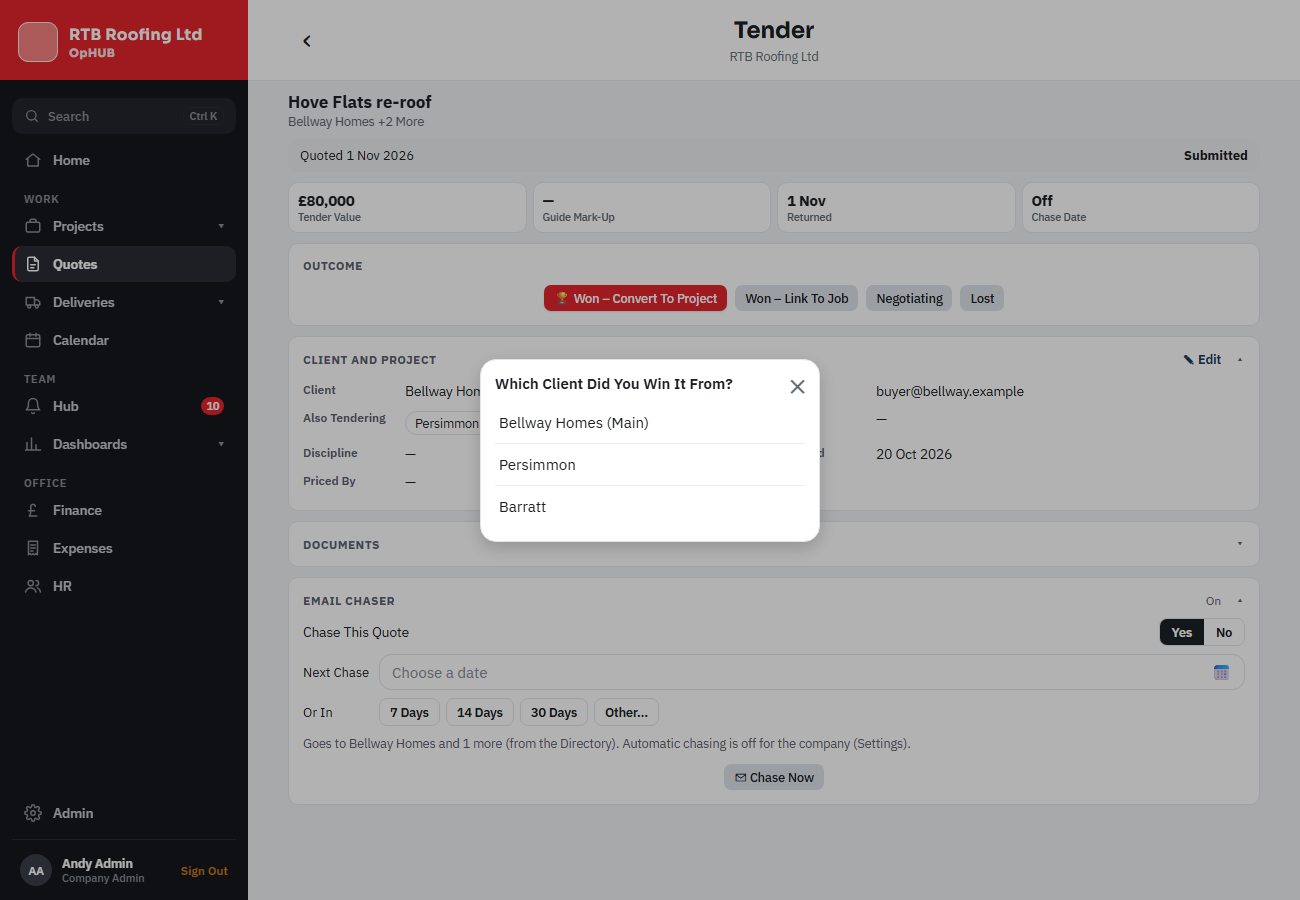 RTB Roofing Ltd
OpHUB
Search Ctrl K
Home
WORK
Projects
Quotes
Deliveries
Calendar
TEAM
Hub 10
Dashboards
OFFICE
Finance
Expenses
HR
Admin
AA Andy Admin
Company Admin
Sign Out
Tender
RTB Roofing Ltd
Hove Flats re-roof
Bellway Homes +2 More
Quoted 1 Nov 2026 Submitted
£80,000
Tender Value
—
Guide Mark-Up
1 Nov
Returned
Off
Chase Date
OUTCOME
Won – Convert To Project Won – Link To Job Negotiating Lost
CLIENT AND PROJECT Edit
Client Bellway Hom buyer@bellway.example
Also Tendering Persimmon —
Discipline — d 20 Oct 2026
Priced By —
Which Client Did You Win It From?
Bellway Homes (Main)
Persimmon
Barratt
DOCUMENTS
EMAIL CHASER On
Chase This Quote Yes No
Next Chase Choose a date
Or In 7 Days 14 Days 30 Days Other...
Goes to Bellway Homes and 1 more (from the Directory). Automatic chasing is off for the company (Settings).
Chase Now